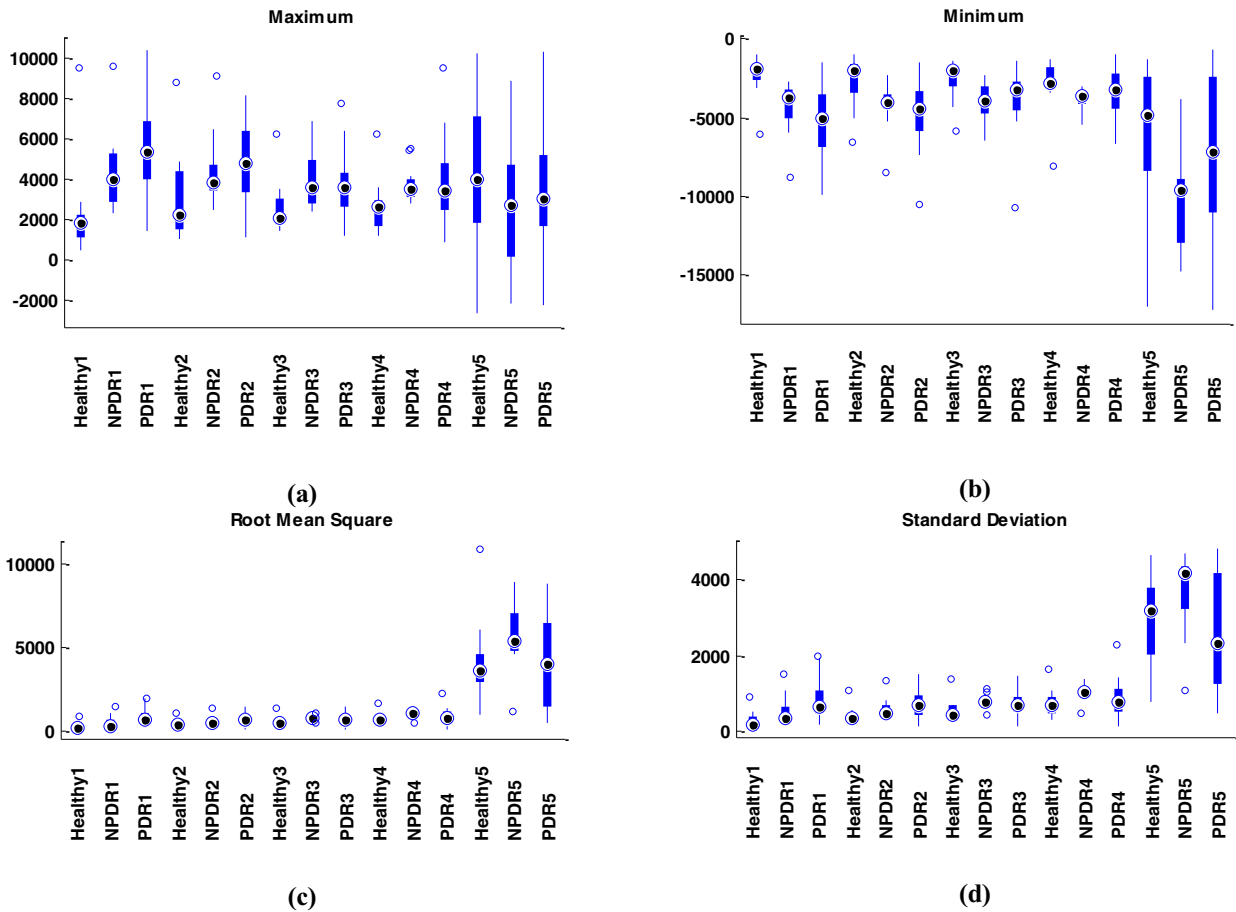 Maximum
10000
8000
6000
4000
2000
0
-2000
Healthy1
NPDR1
PDR1
Healthy2
NPDR2
PDR2
Healthy3
NPDR3
PDR3
Healthy4
NPDR4
PDR4
Healthy5
NPDR5
PDR5
(a)
Minimum
0
-5000
-10000
-15000
Healthy1
NPDR1
PDR1
Healthy2
NPDR2
PDR2
Healthy3
NPDR3
PDR3
Healthy4
NPDR4
PDR4
Healthy5
NPDR5
PDR5
(b)
Root Mean Square
10000
5000
0
Healthy1
NPDR1
PDR1
Healthy2
NPDR2
PDR2
Healthy3
NPDR3
PDR3
Healthy4
NPDR4
PDR4
Healthy5
NPDR5
PDR5
(c)
Standard Deviation
4000
2000
0
Healthy1
NPDR1
PDR1
Healthy2
NPDR2
PDR2
Healthy3
NPDR3
PDR3
Healthy4
NPDR4
PDR4
Healthy5
NPDR5
PDR5
(d)